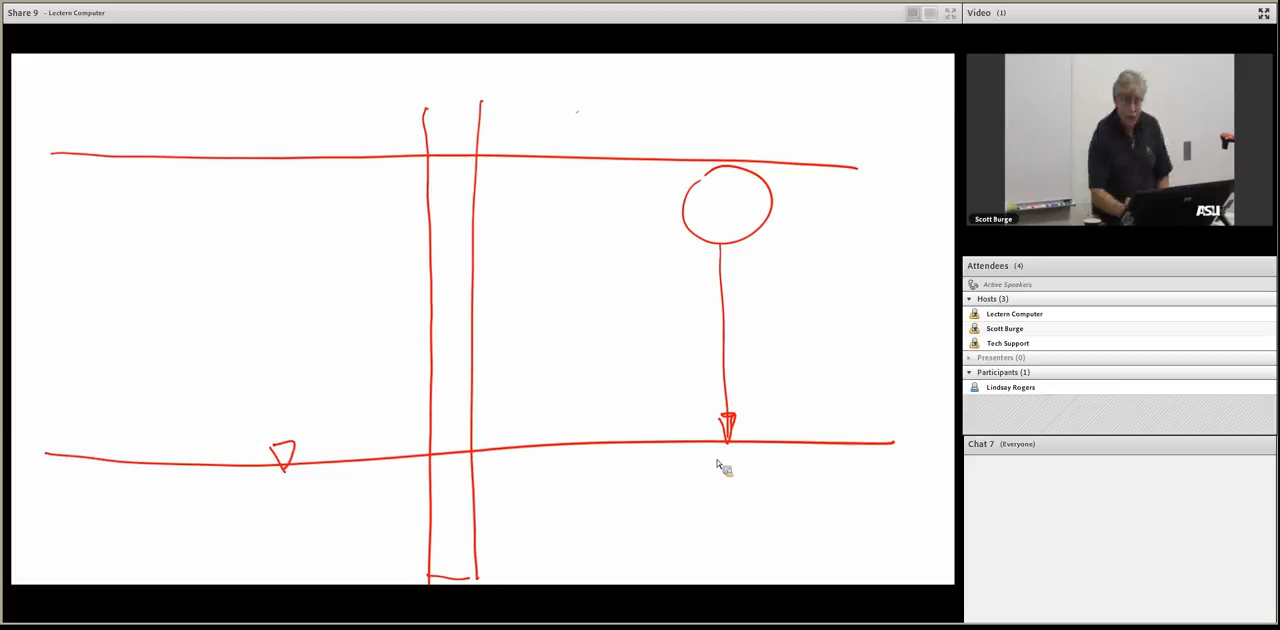 Share 9 - Lectern Computer
Video (1)
ASU
Scott Burge
Attendees (4)
Active Speakers
Hosts (3)
Lectern Computer
Scott Burge
Tech Support
Presenters (0)
Participants (1)
Lindsay Rogers
Chat 7 (Everyone)